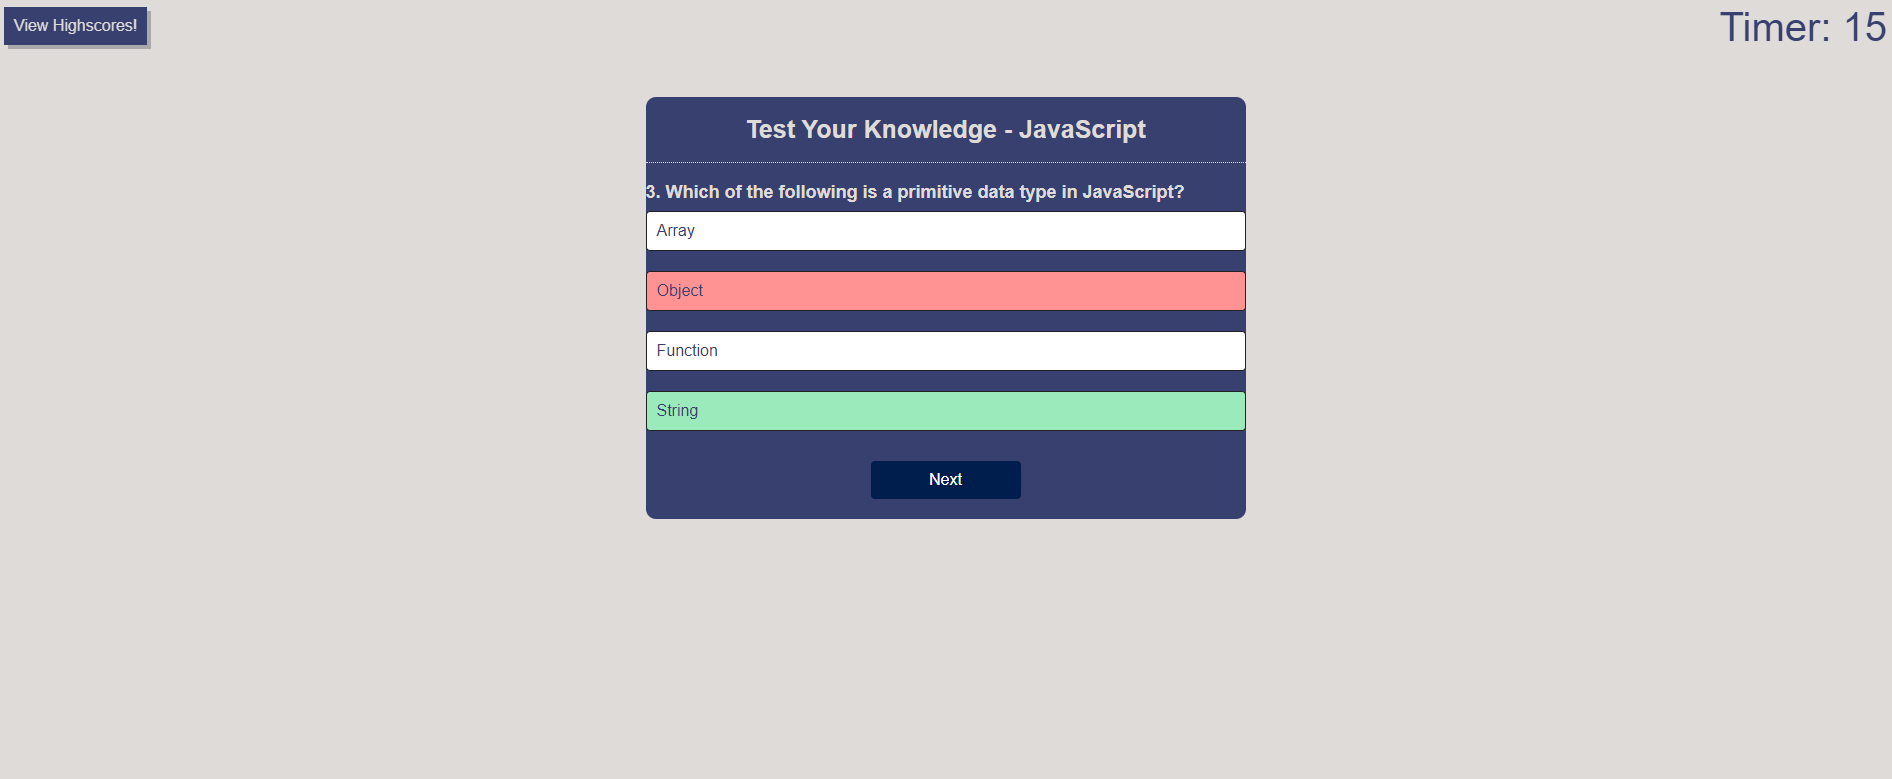 View Highscores!
Timer: 15
Test Your Knowledge - JavaScript
3. Which of the following is a primitive data type in JavaScript?
Array
Object
Function
String
Next